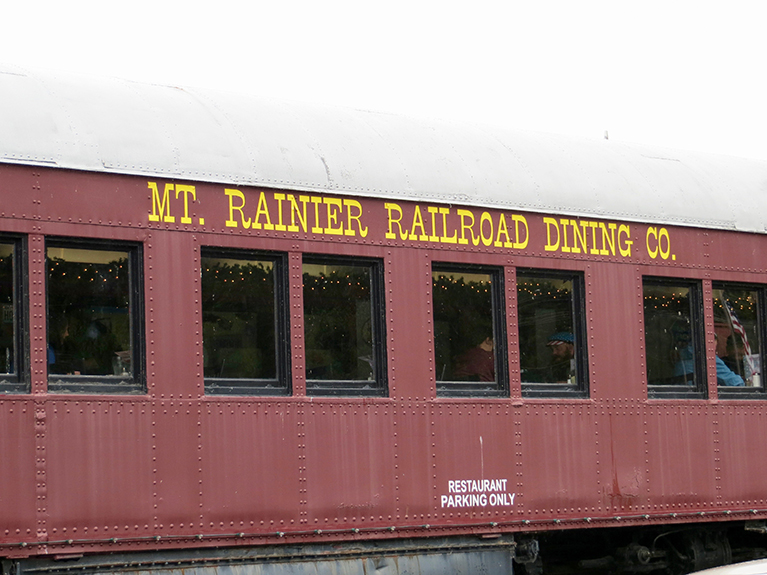 MT. RAINIER RAILROAD DINING CO.
RESTAURANT
PARKING ONLY